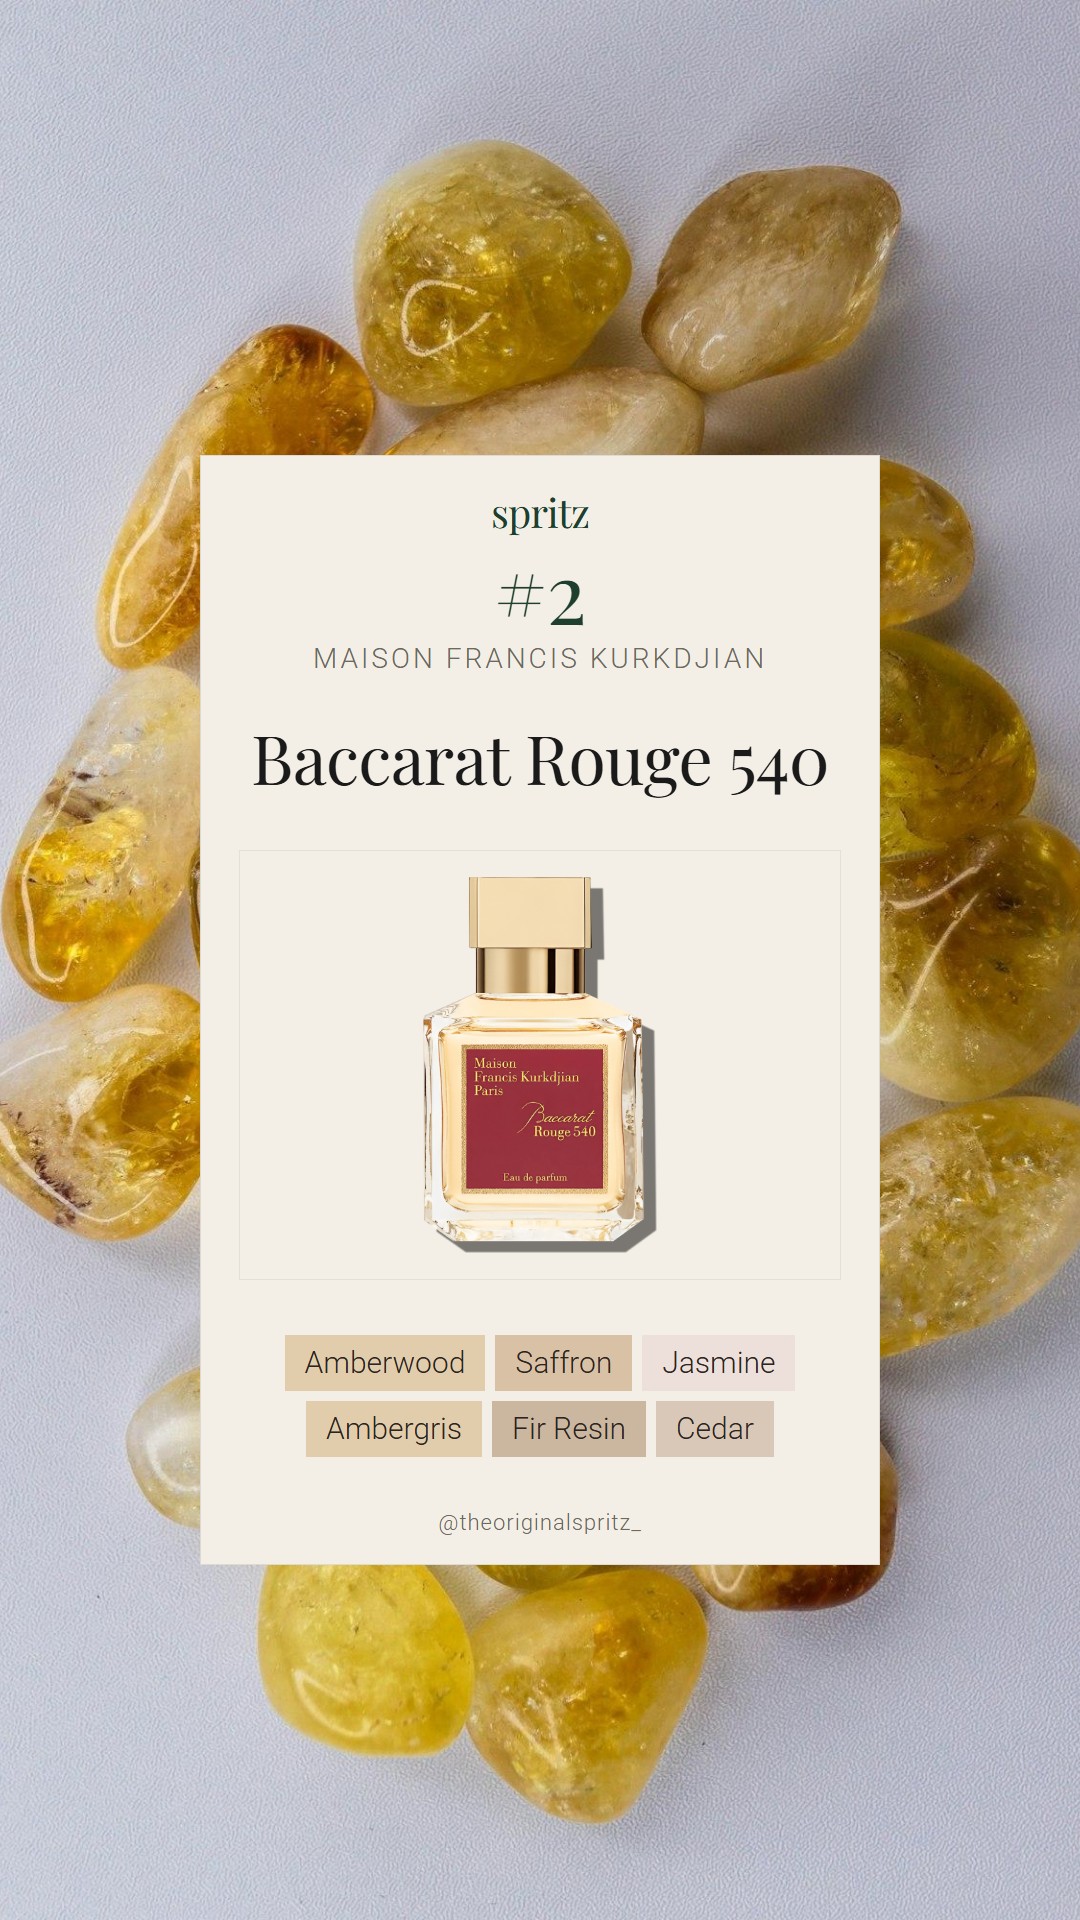 spritz
#2
MAISON FRANCIS KURKDJIAN
Baccarat Rouge 540
Maison
Francis Kurkdjian
Paris
Baccarat
Rouge 540
Eau de parfum
Amberwood Saffron Jasmine
Ambergris Fir Resin Cedar
@theoriginalspritz_